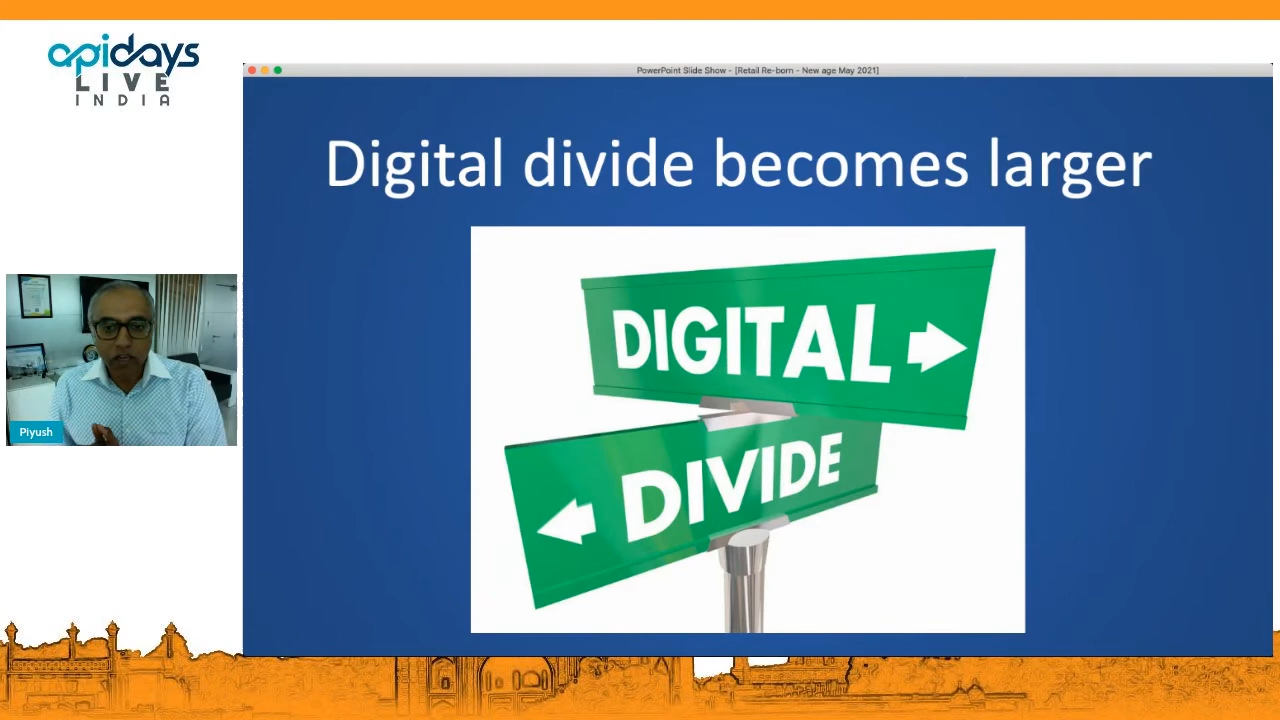 apidays
LIVE
INDIA
PowerPoint Slide Show - [Retail Re-born - New age May 2021]
Digital divide becomes larger
DIGITAL
DIVIDE
Piyush